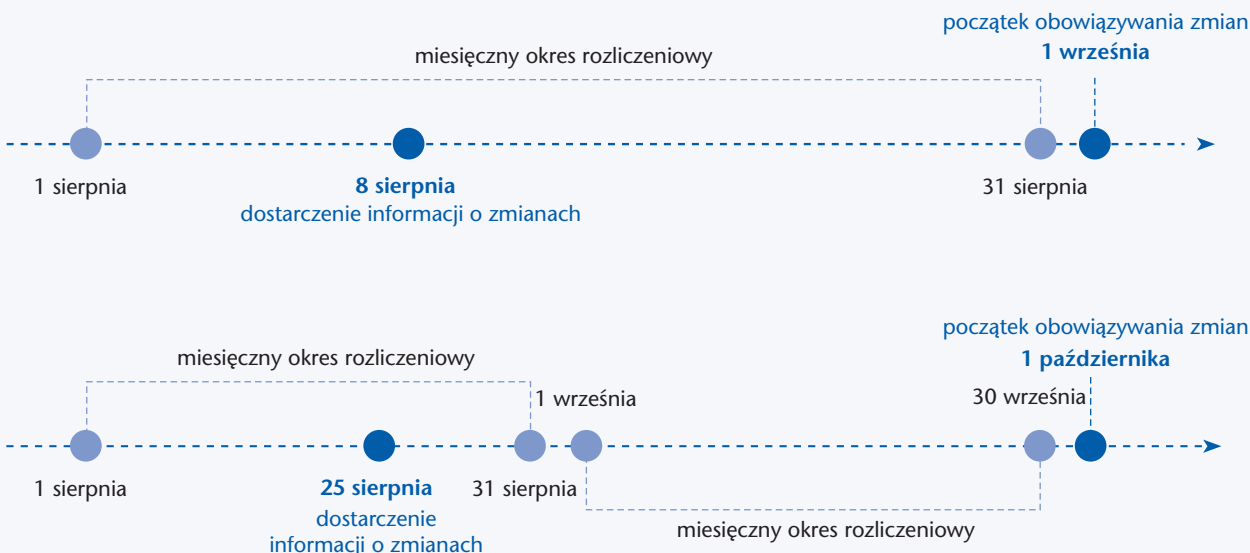 początek obowiązywania zmian
1 września
miesięczny okres rozliczeniowy
1 sierpnia
8 sierpnia
dostarczenie informacji o zmianach
31 sierpnia
początek obowiązywania zmian
1 października
miesięczny okres rozliczeniowy
1 września
30 września
1 sierpnia
25 sierpnia
dostarczenie
informacji o zmianach
31 sierpnia
miesięczny okres rozliczeniowy